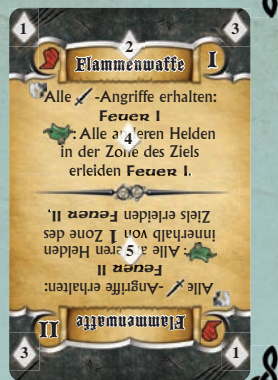 1 2 3
Flammenwaffe I
Alle -Angriffe erhalten:
Feuer I
: Alle anderen Helden
4
in der Zone des Ziels
erleiden Feuer I.
Flammenwaffe II
Alle -Angriffe erhalten:
Feuer II
5
: Alle anderen Helden
innerhalb von 1 Zone des
Ziels erleiden Feuer II.
3 1